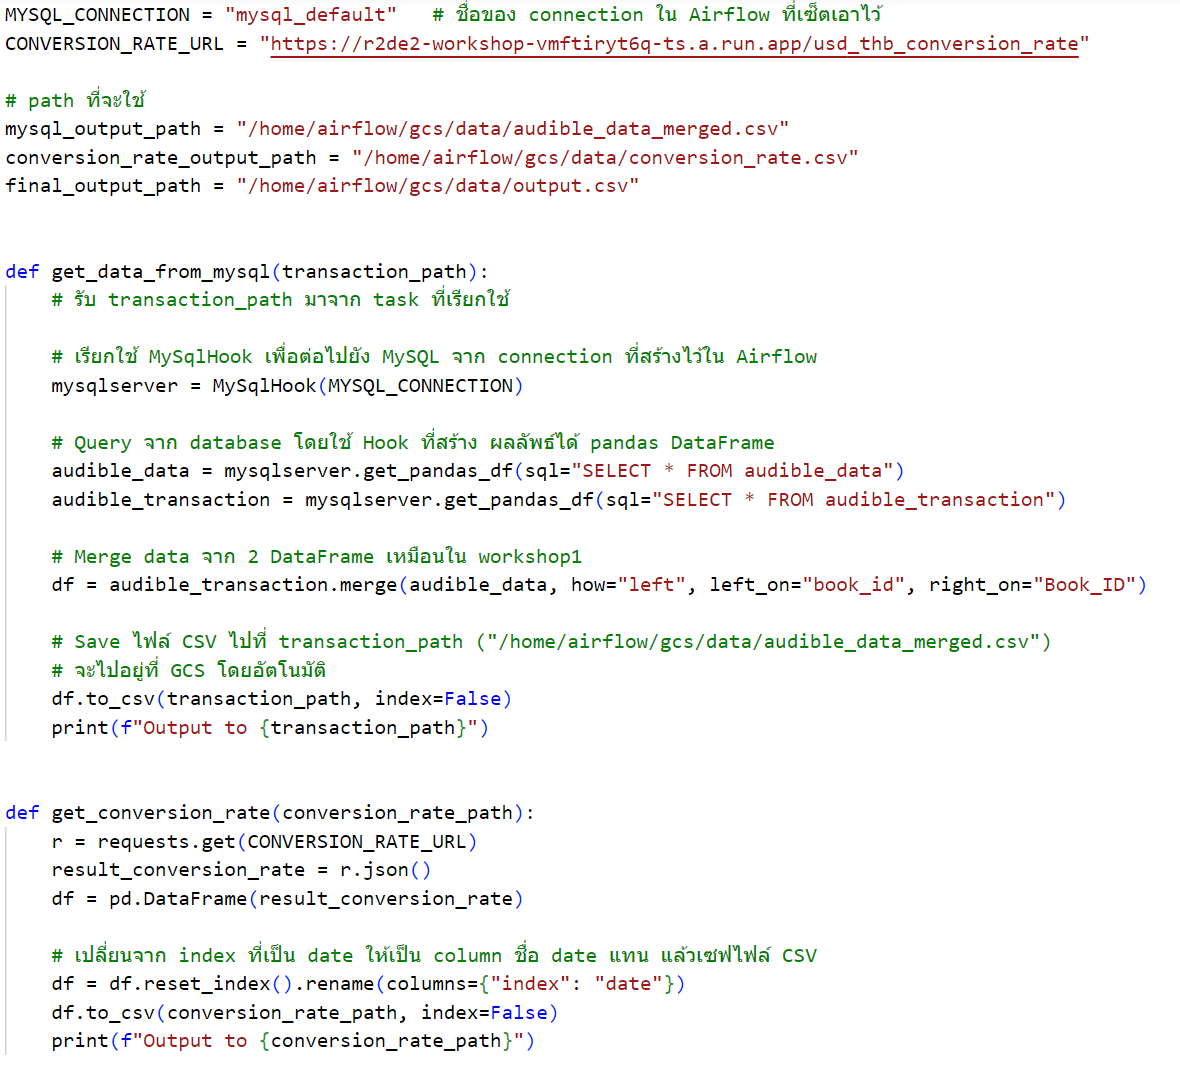 MYSQL_CONNECTION = "mysql_default"   # ชื่อของ connection ใน Airflow ที่เซ็ตเอาไว้
CONVERSION_RATE_URL = "https://r2de2-workshop-vmftiryt6q-ts.a.run.app/usd_thb_conversion_rate"
# path ที่จะใช้
mysql_output_path = "/home/airflow/gcs/data/audible_data_merged.csv"
conversion_rate_output_path = "/home/airflow/gcs/data/conversion_rate.csv"
final_output_path = "/home/airflow/gcs/data/output.csv"
def get_data_from_mysql(transaction_path):
    # รับ transaction_path มาจาก task ที่เรียกใช้
    # เรียกใช้ MySqlHook เพื่อต่อไปยัง MySQL จาก connection ที่สร้างไว้ใน Airflow
    mysqlserver = MySqlHook(MYSQL_CONNECTION)
    # Query จาก database โดยใช้ Hook ที่สร้าง ผลลัพธ์ได้ pandas DataFrame
    audible_data = mysqlserver.get_pandas_df(sql="SELECT * FROM audible_data")
    audible_transaction = mysqlserver.get_pandas_df(sql="SELECT * FROM audible_transaction")
    # Merge data จาก 2 DataFrame เหมือนใน workshop1
    df = audible_transaction.merge(audible_data, how="left", left_on="book_id", right_on="Book_ID")
    # Save ไฟล์ CSV ไปที่ transaction_path ("/home/airflow/gcs/data/audible_data_merged.csv")
    # จะไปอยู่ที่ GCS โดยอัตโนมัติ
    df.to_csv(transaction_path, index=False)
    print(f"Output to {transaction_path}")
def get_conversion_rate(conversion_rate_path):
    r = requests.get(CONVERSION_RATE_URL)
    result_conversion_rate = r.json()
    df = pd.DataFrame(result_conversion_rate)
    # เปลี่ยนจาก index ที่เป็น date ให้เป็น column ชื่อ date แทน แล้วเซฟไฟล์ CSV
    df = df.reset_index().rename(columns={"index": "date"})
    df.to_csv(conversion_rate_path, index=False)
    print(f"Output to {conversion_rate_path}")